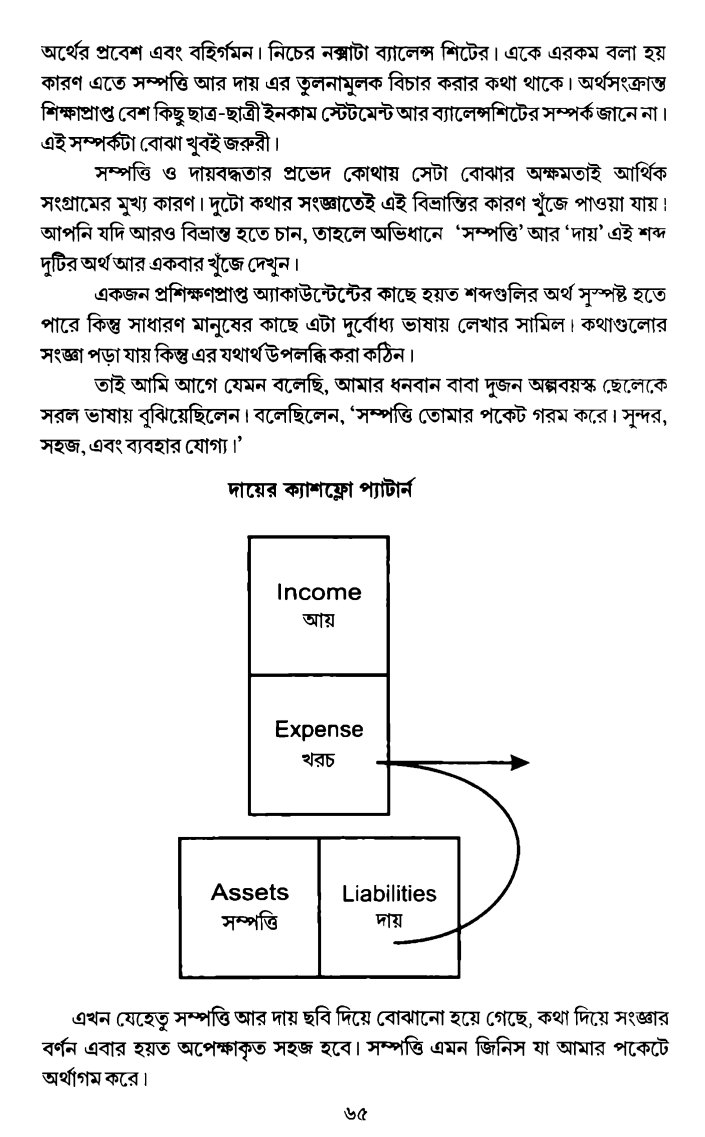 অর্থের প্রবেশ এবং বহির্গমন। নিচের নক্সাটা ব্যালেন্স শিটের। একে এরকম বলা হয়
কারণ এতে সম্পত্তি আর দায় এর তুলনামুলক বিচার করার কথা থাকে। অর্থসংক্রান্ত
শিক্ষাপ্রাপ্ত বেশ কিছু ছাত্র-ছাত্রী ইনকাম স্টেটমেন্ট আর ব্যালেন্সশিটের সম্পর্ক জানে না।
এই সম্পর্কটা বোঝা খুবই জরুরী।
সম্পত্তি ও দায়বদ্ধতার প্রভেদ কোথায় সেটা বোঝার অক্ষমতাই আর্থিক
সংগ্রামের মুখ্য কারণ। দুটো কথার সংজ্ঞাতেই এই বিভ্রান্তির কারণ খুঁজে পাওয়া যায়।
আপনি যদি আরও বিভ্রান্ত হতে চান, তাহলে অভিধানে ‘সম্পত্তি’ আর ‘দায়’ এই শব্দ
দুটির অর্থ আর একবার খুঁজে দেখুন।
একজন প্রশিক্ষণপ্রাপ্ত অ্যাকাউন্টেন্টের কাছে হয়ত শব্দগুলির অর্থ সুস্পষ্ট হতে
পারে কিন্তু সাধারণ মানুষের কাছে এটা দুর্বোধ্য ভাষায় লেখার সামিল। কথাগুলোর
সংজ্ঞা পড়া যায় কিন্তু এর যথার্থ উপলব্ধি করা কঠিন।
তাই আমি আগে যেমন বলেছি, আমার ধনবান বাবা দুজন অল্পবয়স্ক ছেলেকে
সরল ভাষায় বুঝিয়েছিলেন। বলেছিলেন, ‘সম্পত্তি তোমার পকেট গরম করে। সুন্দর,
সহজ, এবং ব্যবহার যোগ্য।’
দায়ের ক্যাশফ্লো প্যাটার্ন
Income
আয়
Expense
খরচ
Assets
সম্পত্তি
Liabilities
দায়
এখন যেহেতু সম্পত্তি আর দায় ছবি দিয়ে বোঝানো হয়ে গেছে, কথা দিয়ে সংজ্ঞার
বর্ণন এবার হয়ত অপেক্ষাকৃত সহজ হবে। সম্পত্তি এমন জিনিস যা আমার পকেটে
অর্থাগম করে।
৬৫